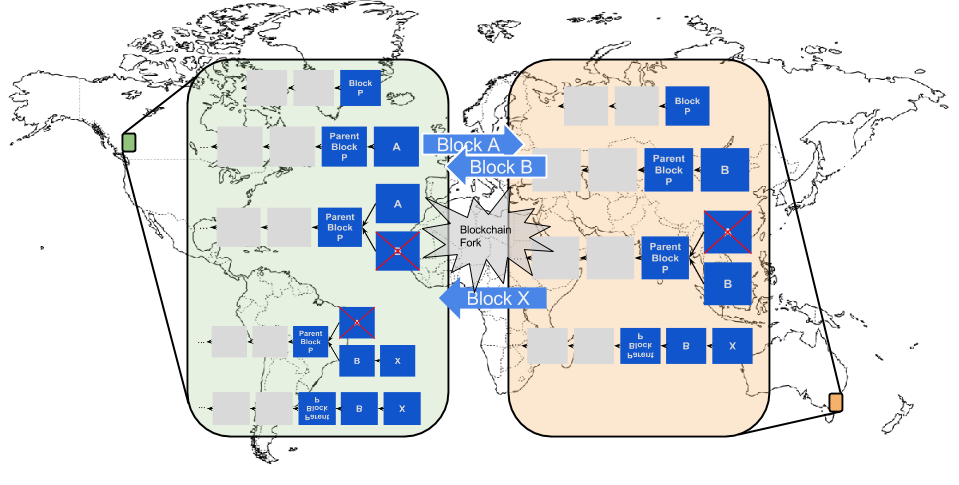 Block
P
Parent
Block
P
A
Parent
Block
P
A
Parent
Block
P
B
X
Parent
Block
P
B
X
Block A
Block B
Blockchain
Fork
Block X
Block
P
Parent
Block
P
B
Parent
Block
P
B
Parent
Block
P
B
X